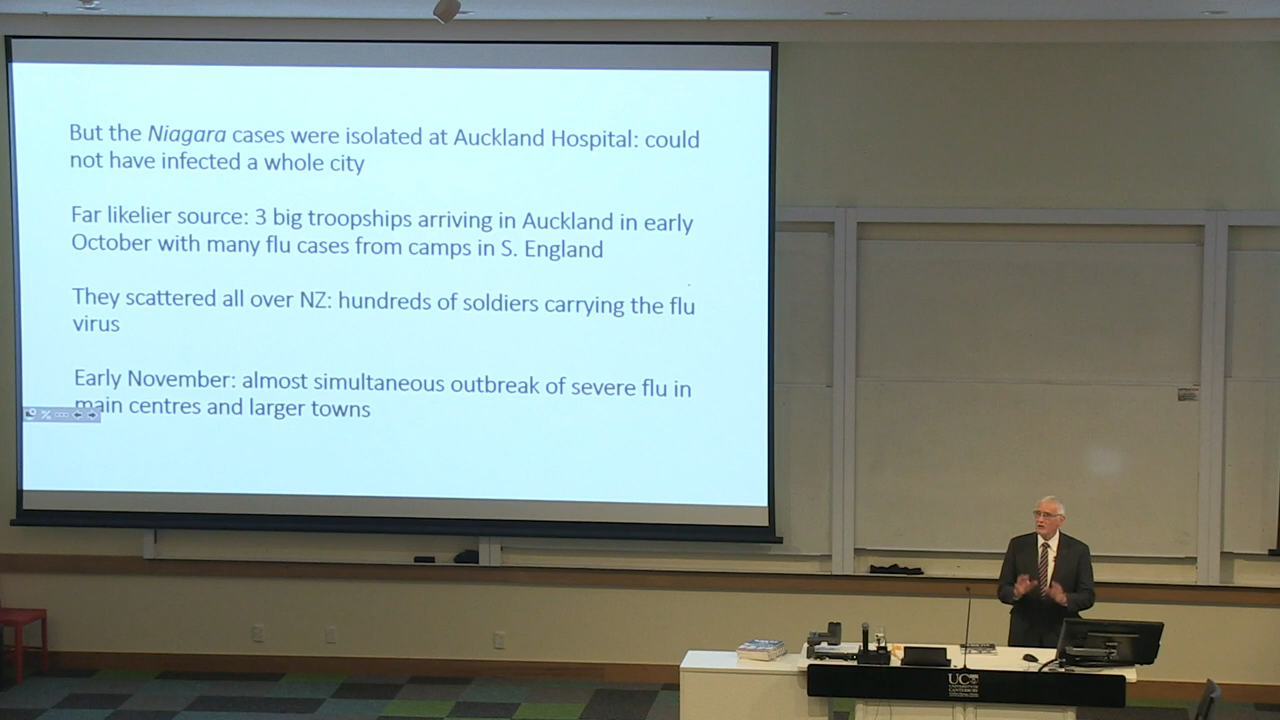 But the Niagara cases were isolated at Auckland Hospital: could
not have infected a whole city
Far likelier source: 3 big troopships arriving in Auckland in early
October with many flu cases from camps in S. England
They scattered all over NZ: hundreds of soldiers carrying the flu
virus
Early November: almost simultaneous outbreak of severe flu in
main centres and larger towns
UC
UNIVERSITY OF
CANTERBURY